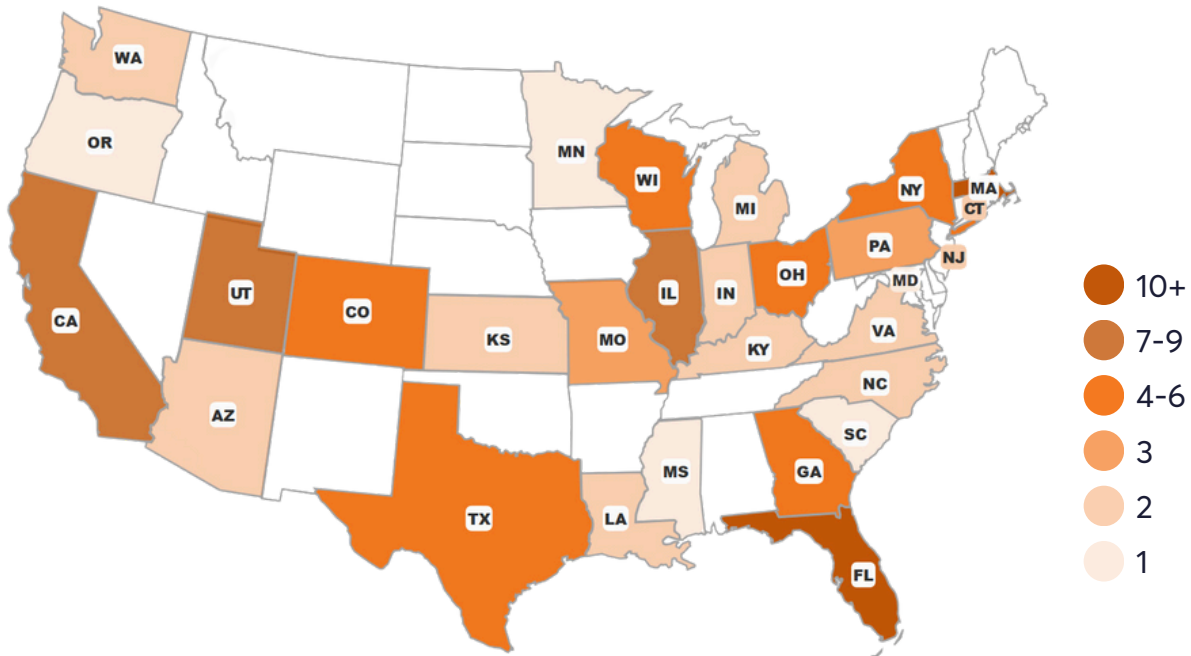 WA
OR
MN
WI
MI
NY
MA
CT
PA
NJ
MD
OH
IN
IL
UT
CO
CA
KS
MO
KY
VA
NC
AZ
SC
MS
GA
TX
LA
FL
10+
7-9
4-6
3
2
1